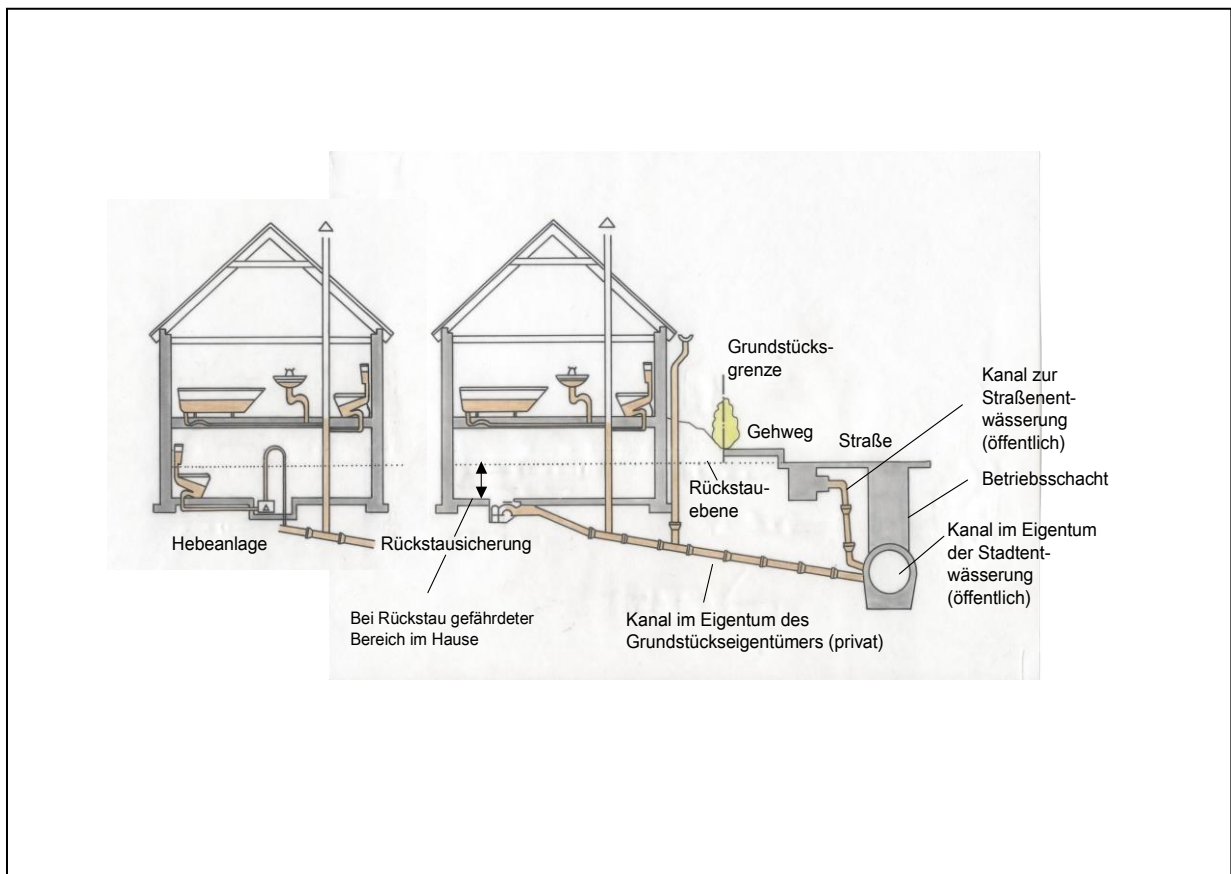 Grundstücks-
grenze
Kanal zur
Straßenent-
wässerung
(öffentlich)
Gehweg
Straße
Rückstau-
ebene
Betriebsschacht
Hebeanlage
Rückstausicherung
Kanal im Eigentum
der Stadtent-
wässerung
(öffentlich)
Bei Rückstau gefährdeter
Bereich im Hause
Kanal im Eigentum des
Grundstückseigentümers (privat)